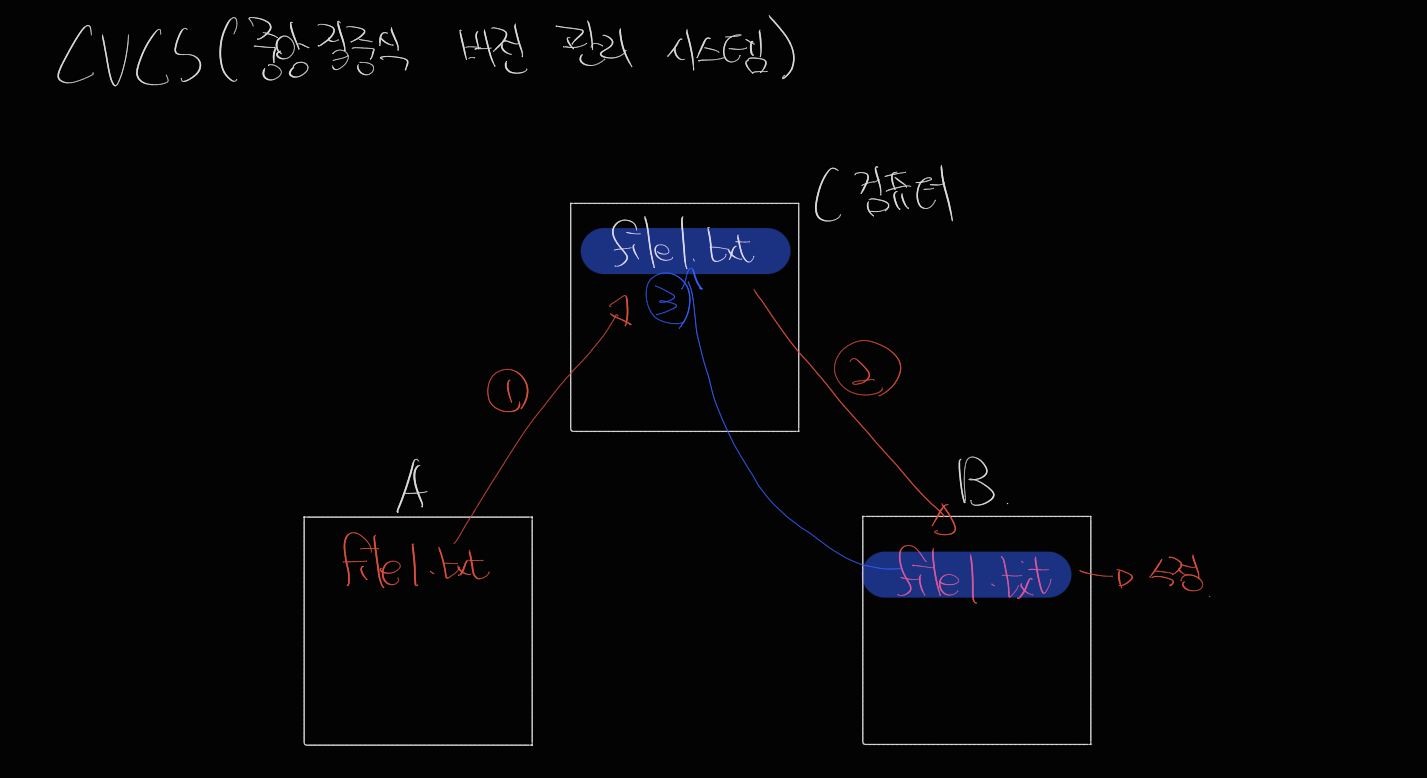 CVCS (중앙집중식 버전 관리 시스템)
C 컴퓨터
file1.txt
③
①
②
A
B.
file1.txt
file1.txt → 수정.